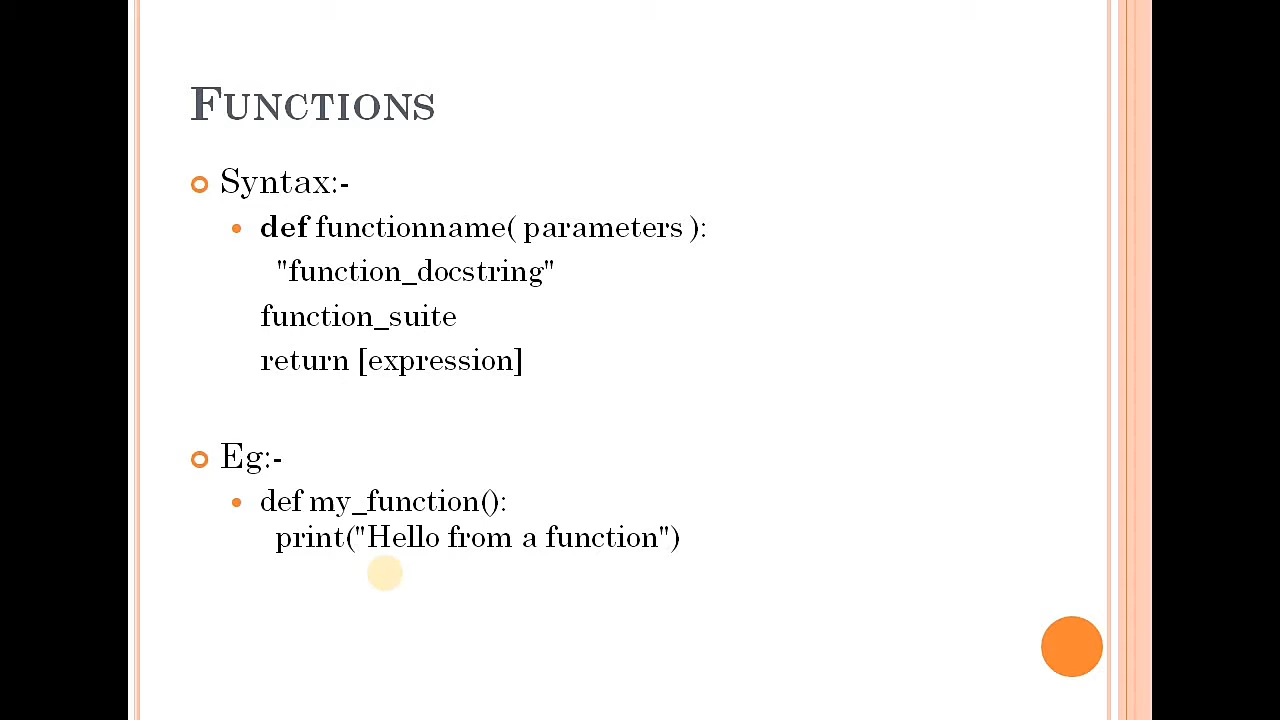 FUNCTIONS
Syntax:-
def functionname( parameters ):
"function_docstring"
function_suite
return [expression]
Eg:-
def my_function():
print("Hello from a function")